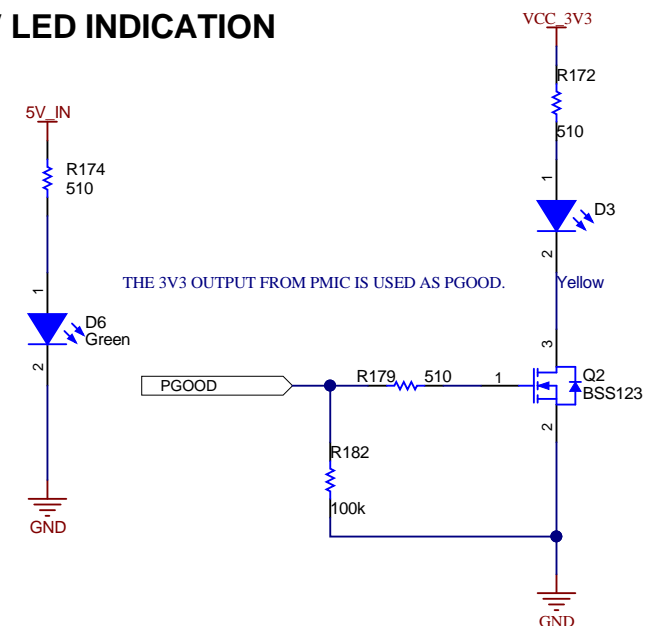 LED INDICATION
VCC_3V3
R172
510
1
D3
2
Yellow
5V_IN
R174
510
1
D6
Green
2
GND
THE 3V3 OUTPUT FROM PMIC IS USED AS PGOOD.
PGOOD
R179 510
1
3
Q2
BSS123
2
R182
100k
GND